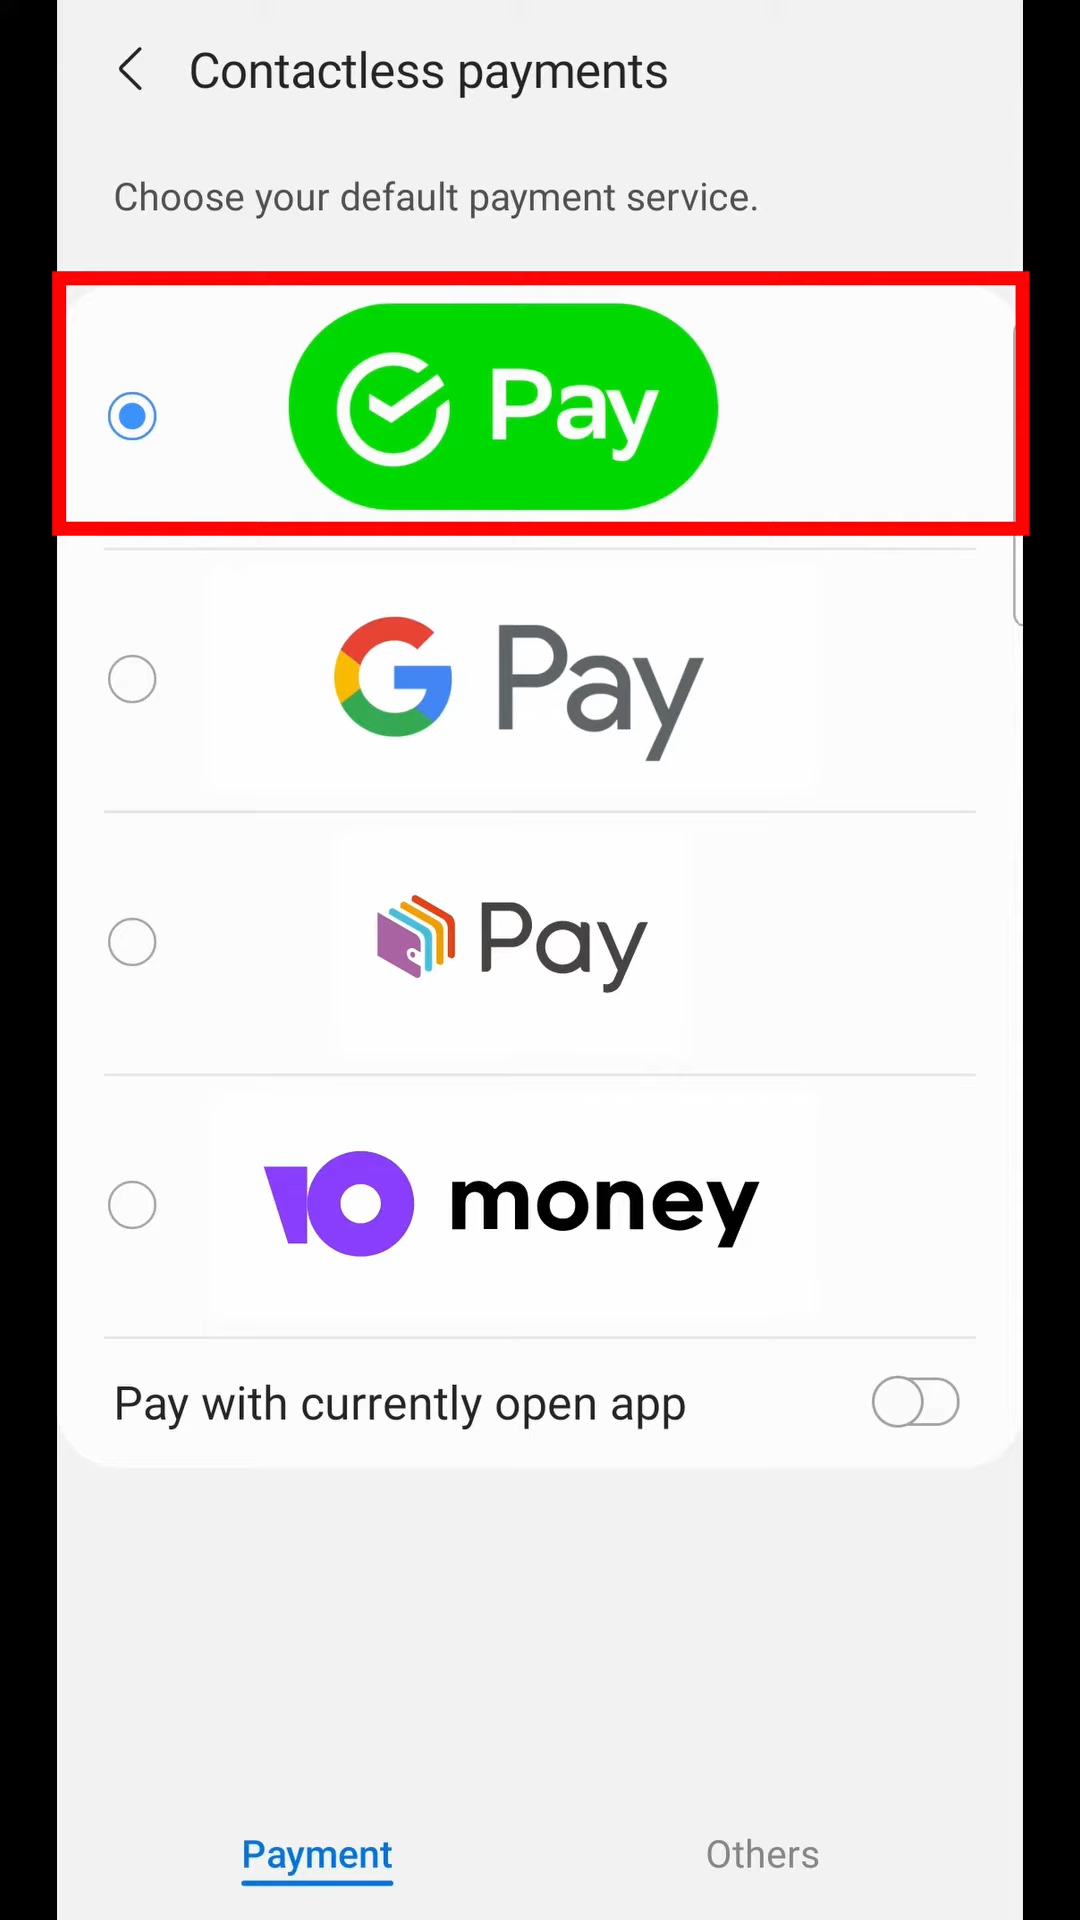 Contactless payments
Choose your default payment service.
Pay
G Pay
Pay
Ю money
Pay with currently open app
Payment
Others